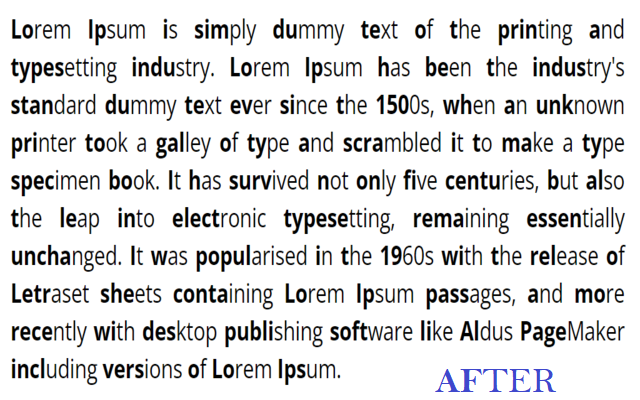 Lorem Ipsum is simply dummy text of the printing and
typesetting industry. Lorem Ipsum has been the industry's
standard dummy text ever since the 1500s, when an unknown
printer took a galley of type and scrambled it to make a type
specimen book. It has survived not only five centuries, but also
the leap into electronic typesetting, remaining essentially
unchanged. It was popularised in the 1960s with the release of
Letraset sheets containing Lorem Ipsum passages, and more
recently with desktop publishing software like Aldus PageMaker
including versions of Lorem Ipsum.
AFTER